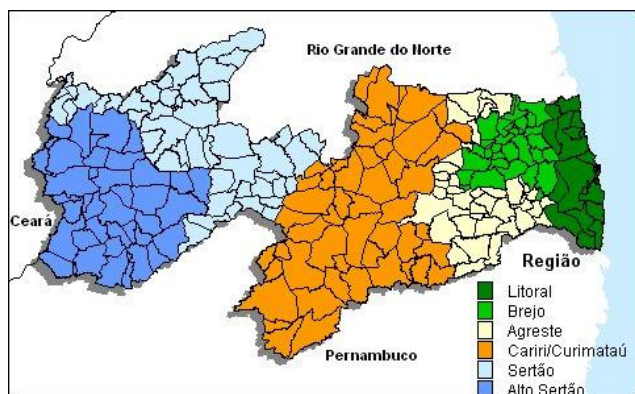 Rio Grande do Norte
Ceará
Pernambuco
Região
Litoral
Brejo
Agreste
Cariri/Curimataú
Sertão
Alto Sertão